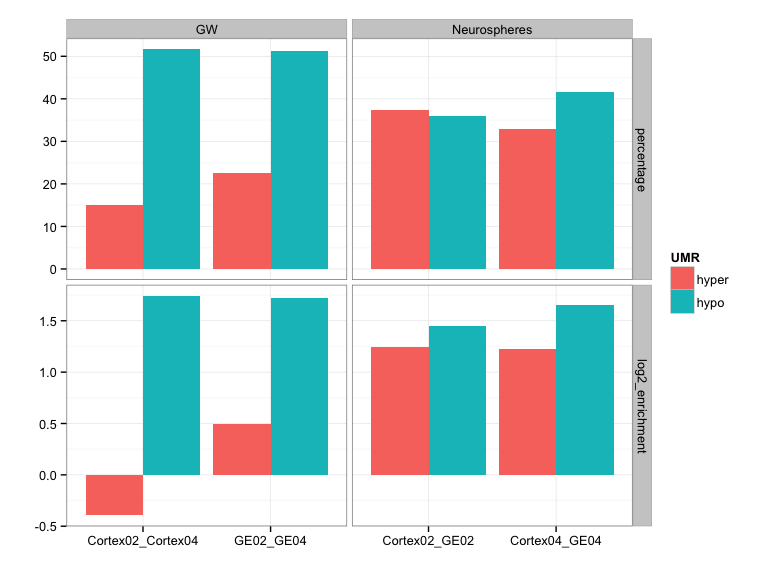 GW
Neurospheres
50
40
30
20
10
0
percentage
1.5
1.0
0.5
0.0
-0.5
log2_enrichment
Cortex02_Cortex04
GE02_GE04
Cortex02_GE02
Cortex04_GE04
UMR
hyper
hypo